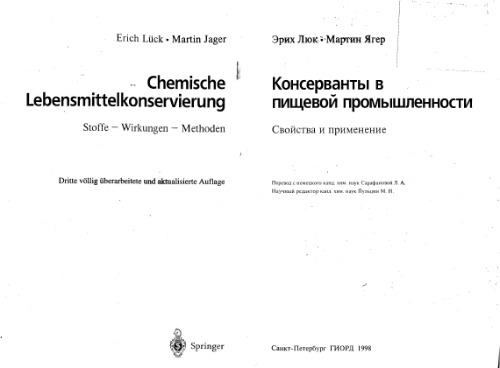 Erich Lück • Martin Jager
Chemische
Lebensmittelkonservierung
Stoffe – Wirkungen – Methoden
Dritte völlig überarbeitete und aktualisierte Auflage
Springer
Эрих Люк • Мартин Ягер
Консерванты в
пищевой промышленности
Свойства и применение
Перевод с немецкого канд. хим. наук Сарафановой Л. А.
Научный редактор канд. хим. наук Пульцин М. Н.
Санкт-Петербург ГИОРД 1998